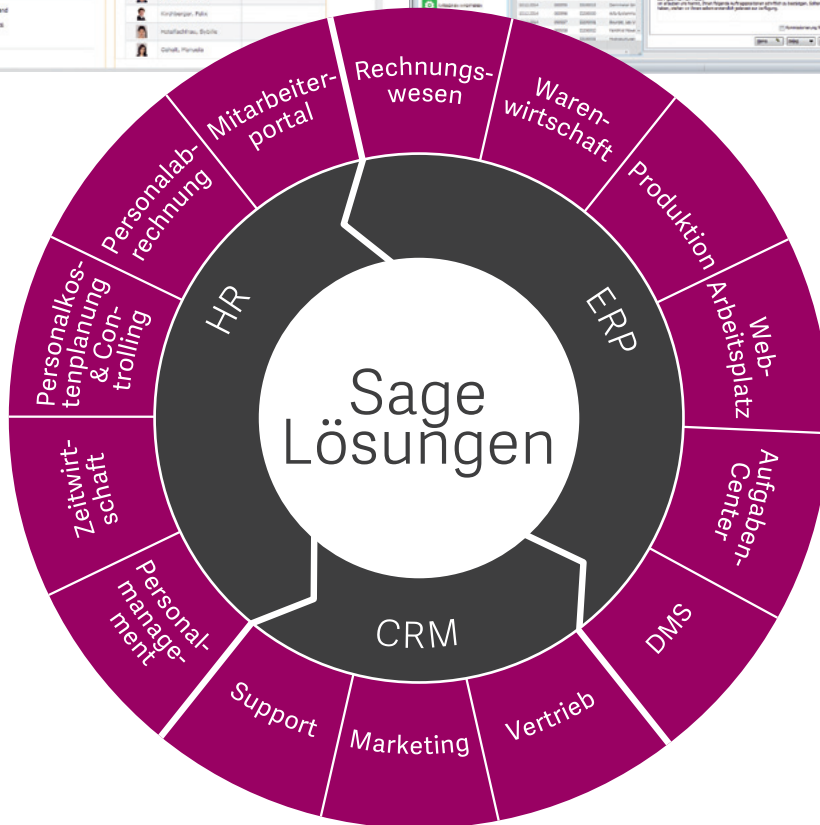 Sage
Lösungen
ERP
Rechnungs-
wesen
Waren-
wirtschaft
Produktion
Web-
Arbeitsplatz
Aufgaben-
Center
DMS
CRM
Vertrieb
Marketing
Support
HR
Personal-
manage-
ment
Zeitwirt-
schaft
Personalkos-
tenplanung
& Con-
trolling
Personalab-
rechnung
Mitarbeiter-
portal